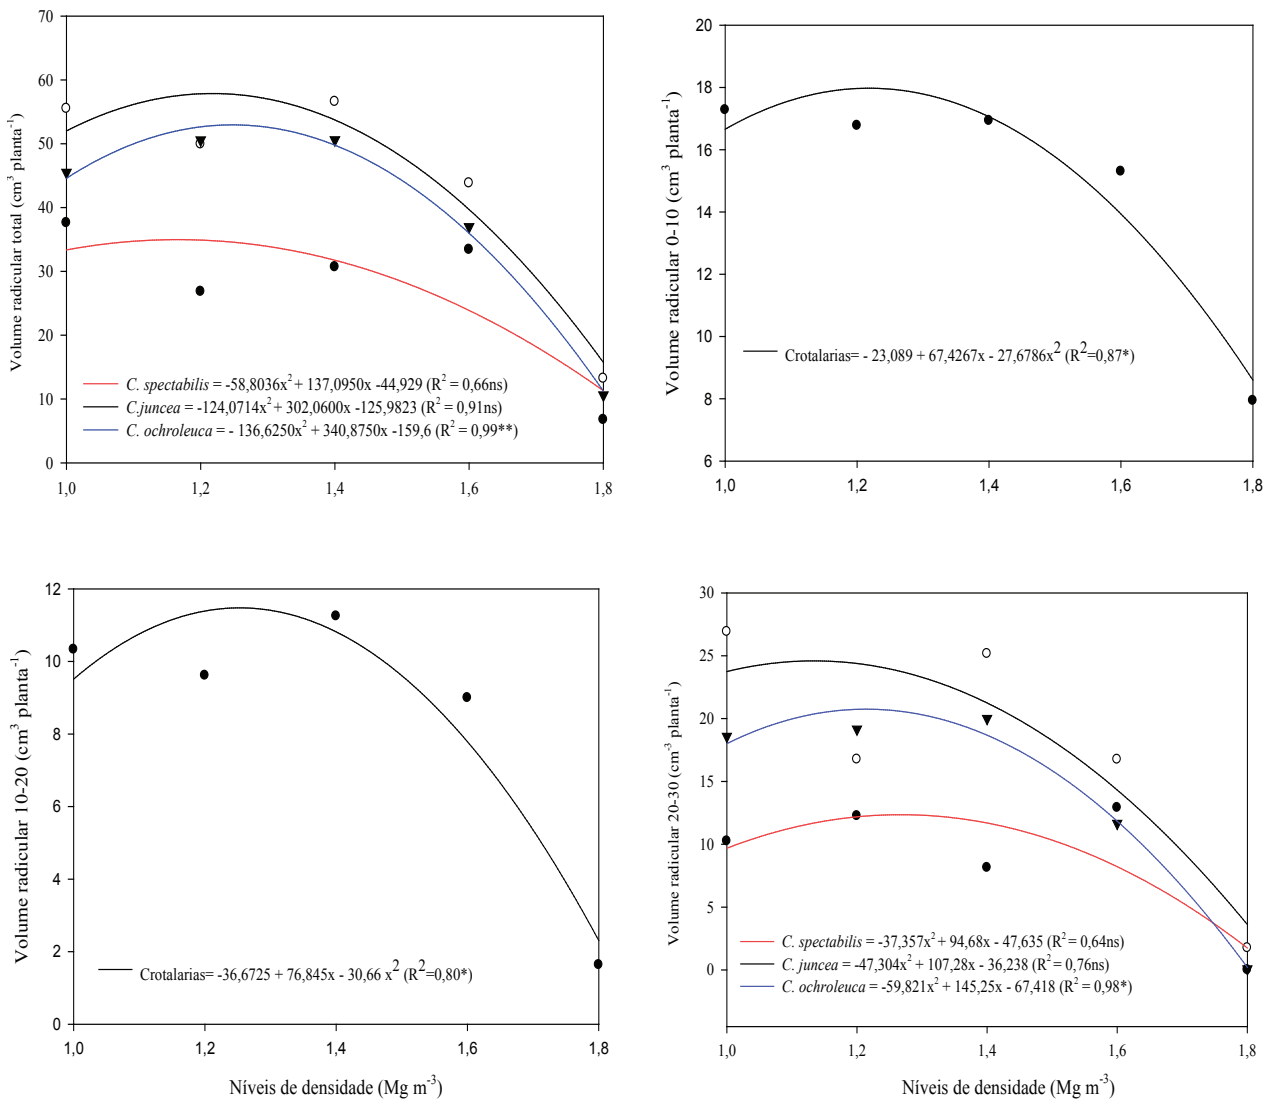 Volume radicular total (cm³ planta⁻¹)
70
60
50
40
30
20
10
0
C. spectabilis = -58,8036x² + 137,0950x -44,929 (R² = 0,66ns)
C.juncea = -124,0714x² + 302,0600x -125,9823 (R² = 0,91ns)
C. ochroleuca = - 136,6250x² + 340,8750x -159,6 (R² = 0,99**)
1,0 1,2 1,4 1,6 1,8
Volume radicular 0-10 (cm³ planta⁻¹)
20
18
16
14
12
10
8
6
Crotalarias= - 23,089 + 67,4267x - 27,6786x² (R²=0,87*)
1,0 1,2 1,4 1,6 1,8
Volume radicular 10-20 (cm³ planta⁻¹)
12
10
8
6
4
2
0
Crotalarias= -36,6725 + 76,845x - 30,66 x² (R²=0,80*)
1,0 1,2 1,4 1,6 1,8
Níveis de densidade (Mg m⁻³)
Volume radicular 20-30 (cm⁻³ planta⁻¹)
30
25
20
15
10
5
0
C. spectabilis = -37,357x² + 94,68x - 47,635 (R² = 0,64ns)
C. juncea = -47,304x² + 107,28x - 36,238 (R² = 0,76ns)
C. ochroleuca = -59,821x² + 145,25x - 67,418 (R² = 0,98*)
1,0 1,2 1,4 1,6 1,8
Níveis de densidade (Mg m⁻³)